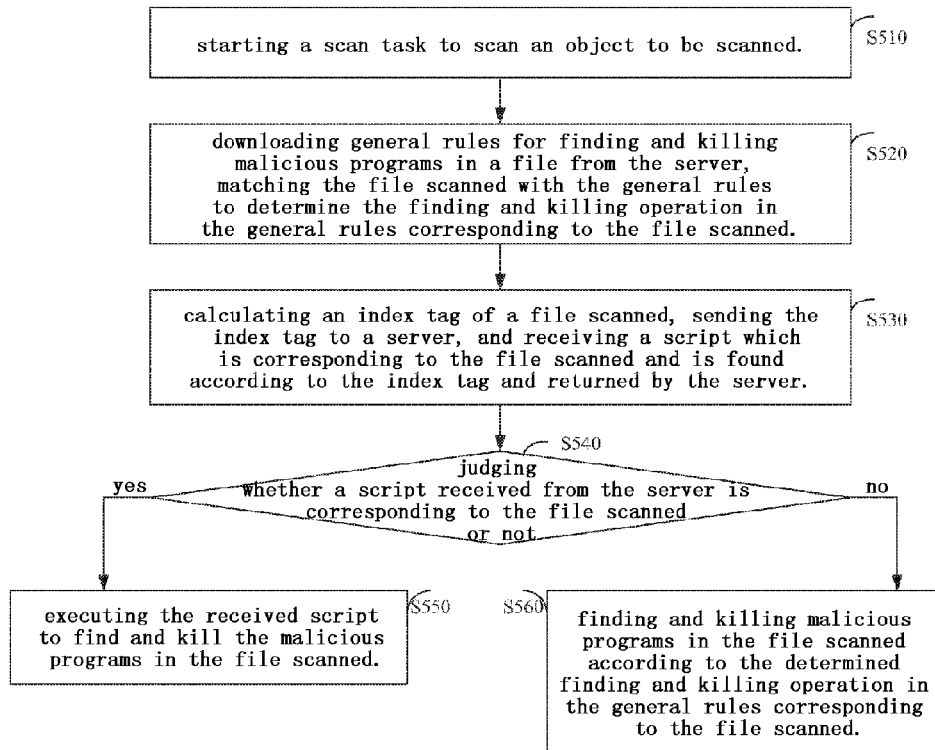 starting a scan task to scan an object to be scanned.
S510
downloading general rules for finding and killing
malicious programs in a file from the server,
matching the file scanned with the general rules
to determine the finding and killing operation in
the general rules corresponding to the file scanned.
S520
calculating an index tag of a file scanned, sending the
index tag to a server, and receiving a script which
is corresponding to the file scanned and is found
according to the index tag and returned by the server.
S530
S540
judging
whether a script received from the server is
corresponding to the file scanned
or not
yes
no
executing the received script
to find and kill the malicious
programs in the file scanned.
S550
S560
finding and killing malicious
programs in the file scanned
according to the determined
finding and killing operation in
the general rules corresponding
to the file scanned.